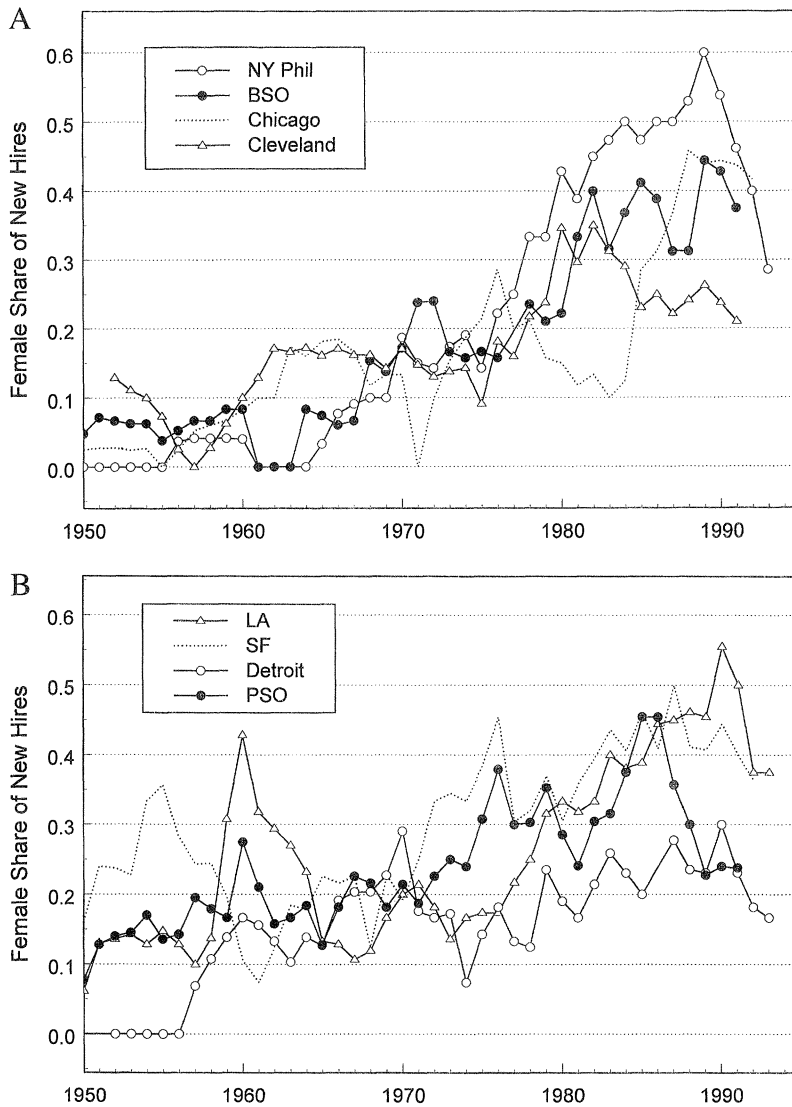 A
NY Phil
BSO
Chicago
Cleveland
Female Share of New Hires
0.6
0.5
0.4
0.3
0.2
0.1
0.0
1950 1960 1970 1980 1990
B
LA
SF
Detroit
PSO
Female Share of New Hires
0.6
0.5
0.4
0.3
0.2
0.1
0.0
1950 1960 1970 1980 1990